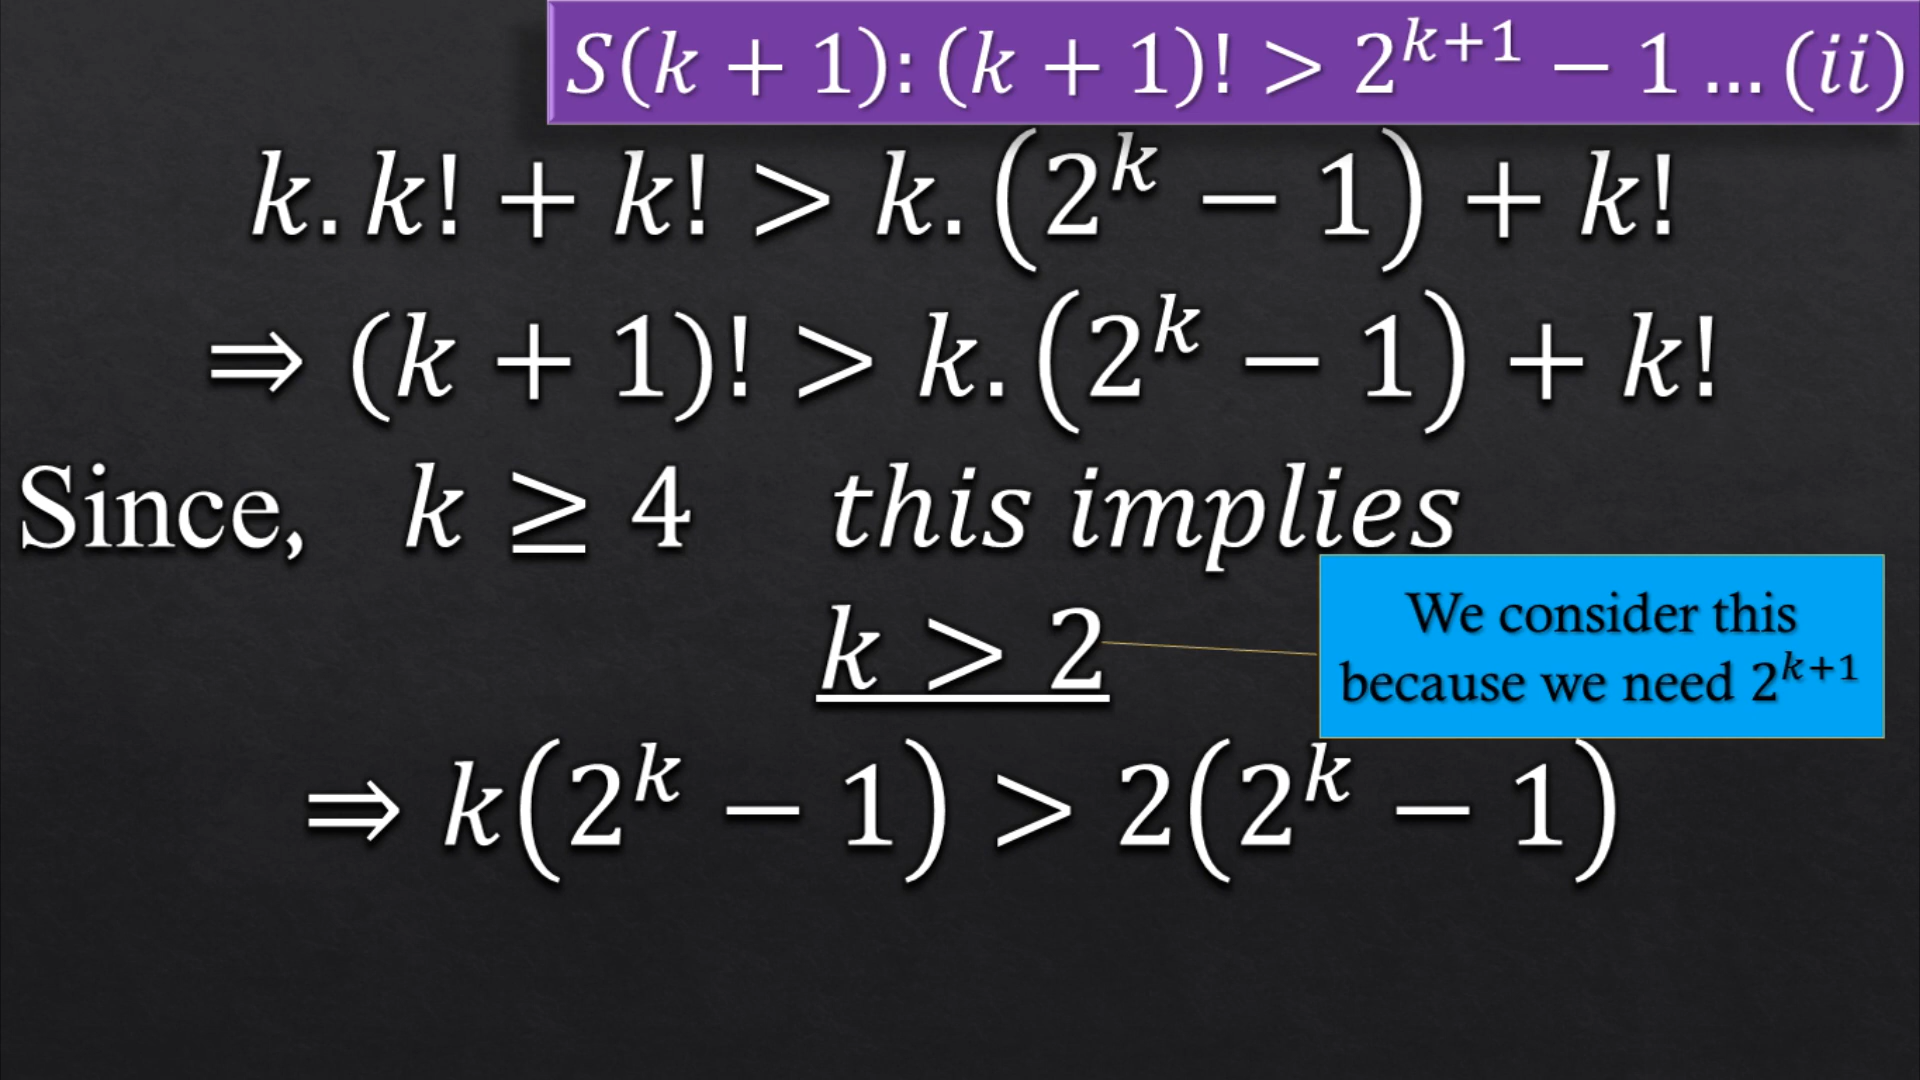 S(k + 1): (k + 1)! > 2^{k+1} − 1 … (ii)
k. k! + k! > k. (2^k − 1) + k!
⇒ (k + 1)! > k. (2^k − 1) + k!
Since, k ≥ 4 this implies
k > 2
We consider this
because we need 2^{k+1}
⇒ k(2^k − 1) > 2(2^k − 1)